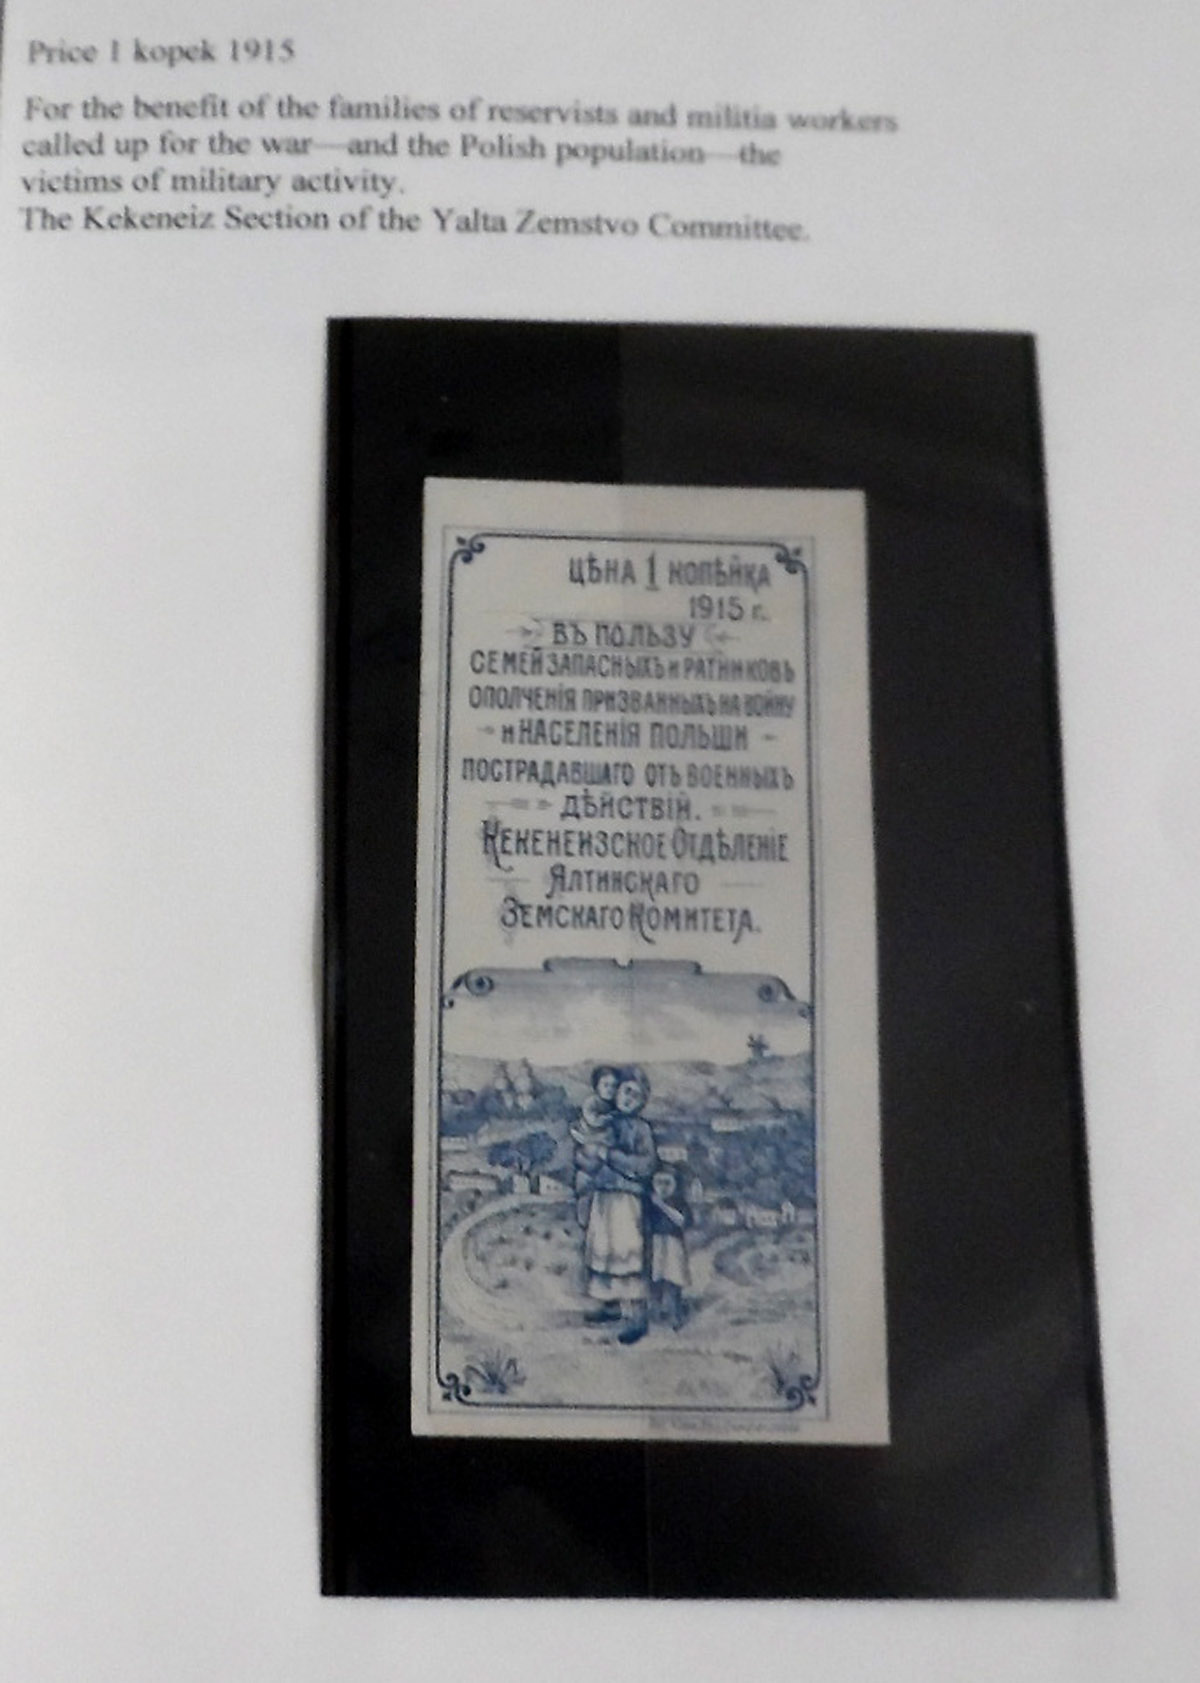 Price 1 kopek 1915
For the benefit of the families of reservists and militia workers
called up for the war—and the Polish population—the
victims of military activity.
The Kekeneiz Section of the Yalta Zemstvo Committee.
ЦѢНА 1 КОПѢЙКА
1915 г.
ВЪ ПОЛЬЗУ
СЕМЕЙ ЗАПАСНЫХЪ и РАТНИКОВЪ
ОПОЛЧЕНІЯ ПРИЗВАННЫХЪ НА ВОЙНУ
и НАСЕЛЕНІЯ ПОЛЬШИ
ПОСТРАДАВШАГО ОТЪ ВОЕННЫХЪ
ДѢЙСТВІЙ.
КЕКЕНЕИЗСКОЕ ОТДѢЛЕНІЕ
ЯЛТИНСКАГО
ЗЕМСКАГО КОМИТЕТА.